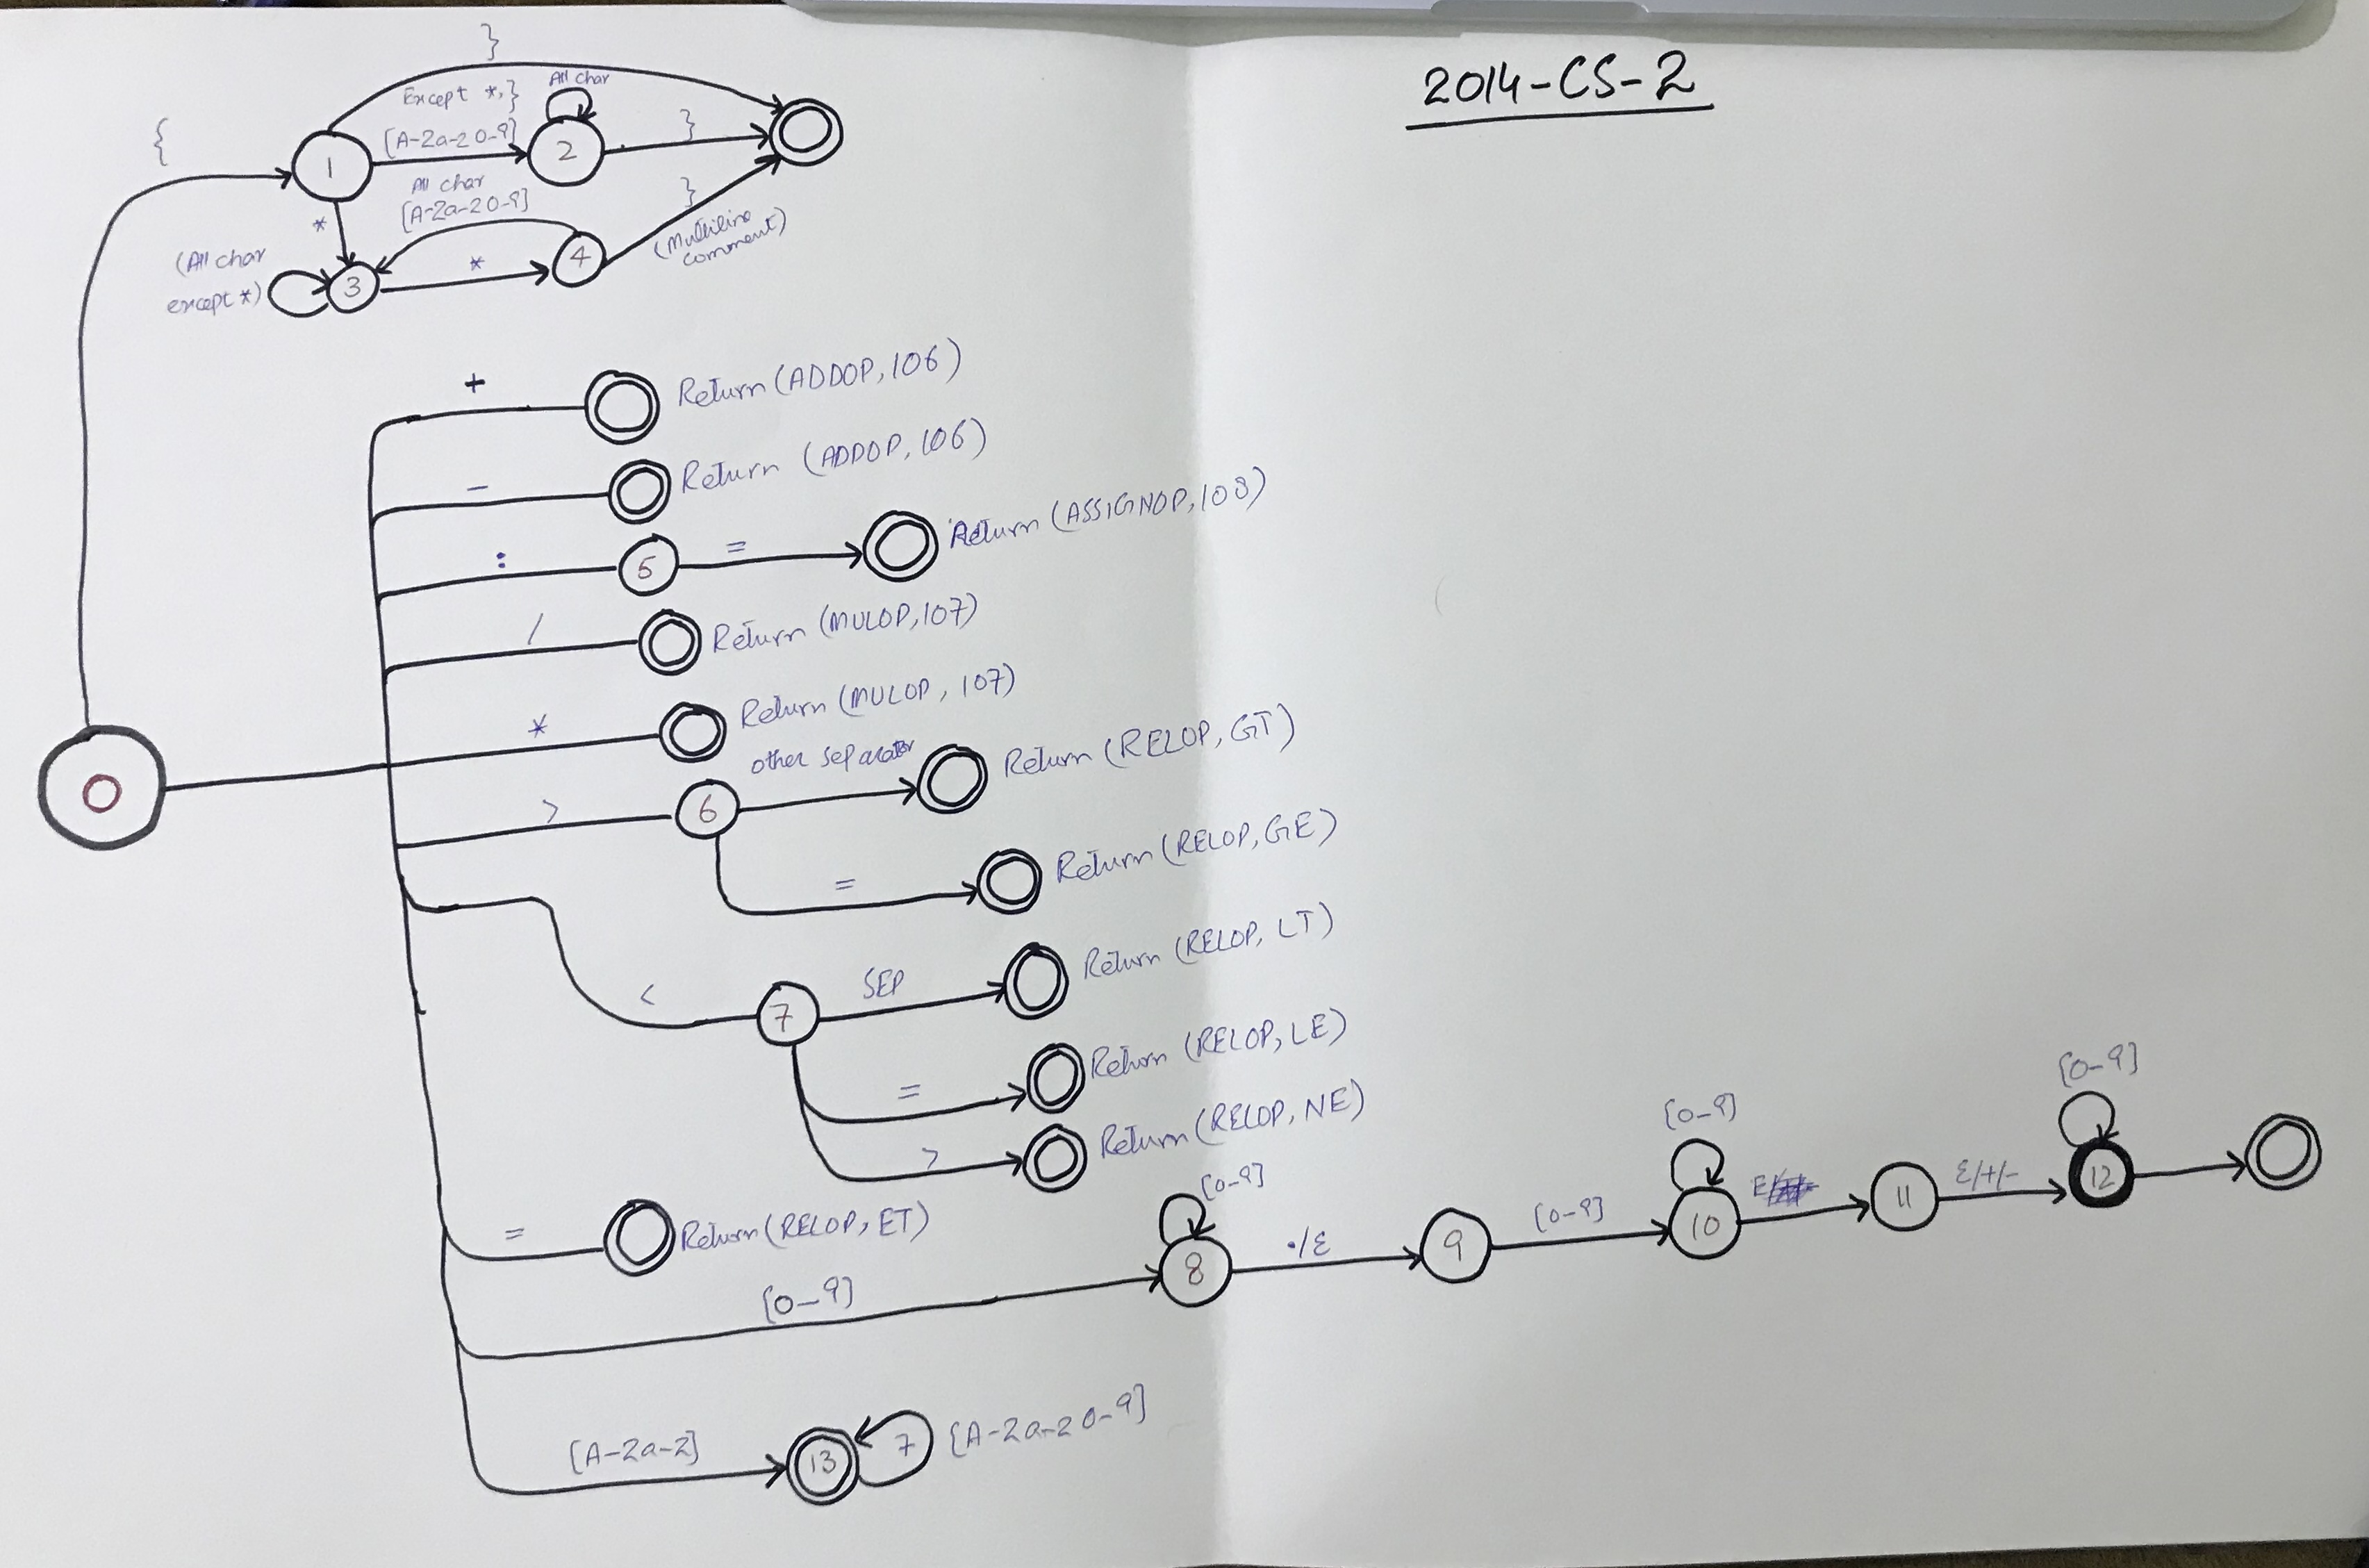 2014-CS-2
}
All char
Except *,}
{
[A-Za-z0-9]
}
1
2
All char
[A-Za-z0-9]
}
*
(Multiline
comment)
(All char
except *)
*
3
4
+
Return (ADDOP,106)
-
Return (ADDOP, 106)
:
5
=
Return (ASSIGNOP,108)
/
Return (MULOP,107)
*
Return (MULOP, 107)
other separator
0
>
6
Return (RELOP, GT)
=
Return (RELOP,GE)
<
7
SEP
Return (RELOP, LT)
=
Return (RELOP, LE)
>
Return (RELOP, NE)
=
Return (RELOP, ET)
[0-9]
8
[0-9]
./ε
9
[0-9]
10
[0-9]
E/
11
ε/+/-
12
[0-9]
[A-Za-z]
13
7
[A-Za-z0-9]